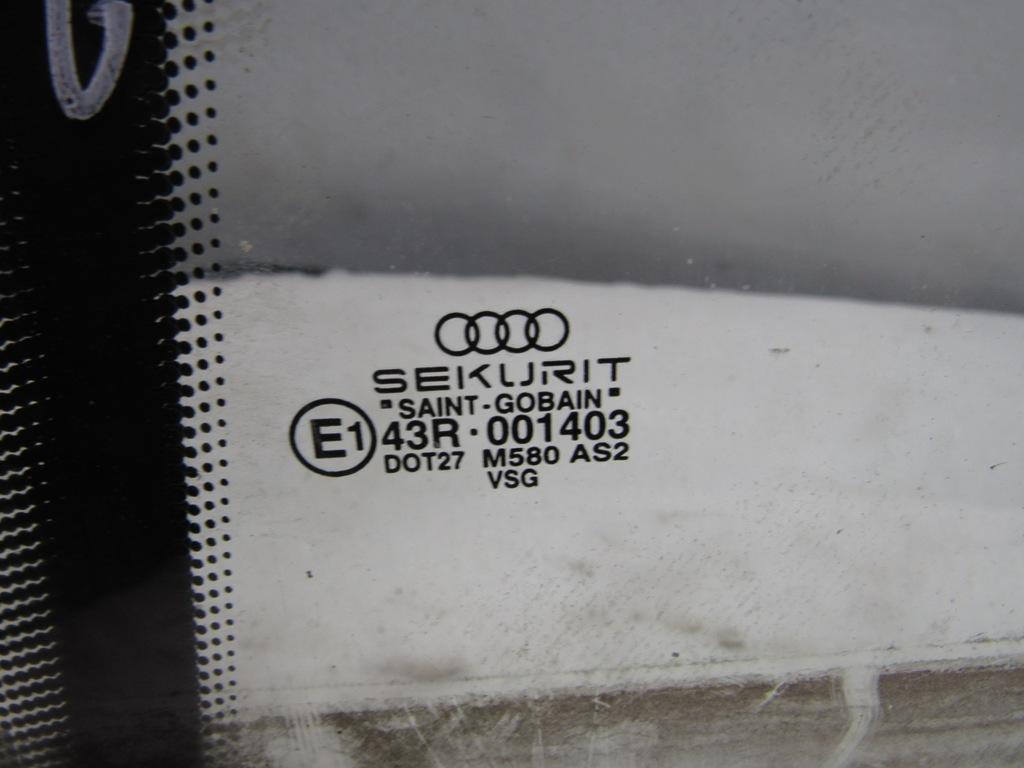 SEKURIT
"SAINT-GOBAIN"
E1 43R·001403
DOT27 M580 AS2
VSG